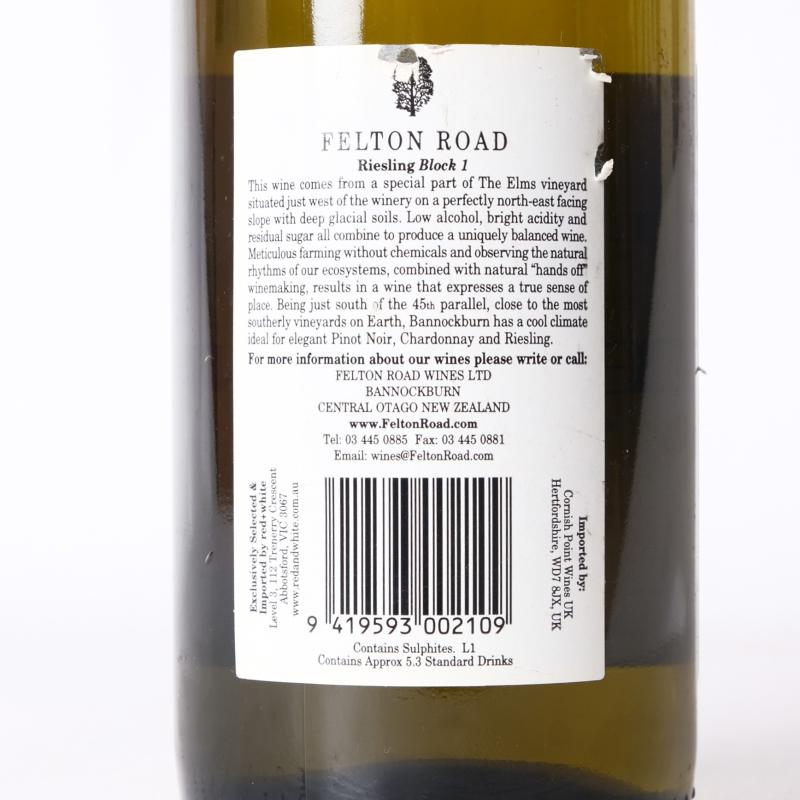 FELTON ROAD
Riesling Block 1
This wine comes from a special part of The Elms vineyard
situated just west of the winery on a perfectly north-east facing
slope with deep glacial soils. Low alcohol, bright acidity and
residual sugar all combine to produce a uniquely balanced wine.
Meticulous farming without chemicals and observing the natural
rhythms of our ecosystems, combined with natural "hands off"
winemaking, results in a wine that expresses a true sense of
place. Being just south of the 45th parallel, close to the most
southerly vineyards on Earth, Bannockburn has a cool climate
ideal for elegant Pinot Noir, Chardonnay and Riesling.
For more information about our wines please write or call:
FELTON ROAD WINES LTD
BANNOCKBURN
CENTRAL OTAGO NEW ZEALAND
www.FeltonRoad.com
Tel: 03 445 0885 Fax: 03 445 0881
Email: wines@FeltonRoad.com
Exclusively Selected &
Imported by red+white
Level 3, 112 Trenerry Crescent
Abbotsford, VIC 3067
www.redandwhite.com.au
9 419593 002109
Imported by:
Cornish Point Wines UK
Hertfordshire, WD7 8JX, UK
Contains Sulphites. L1
Contains Approx 5.3 Standard Drinks